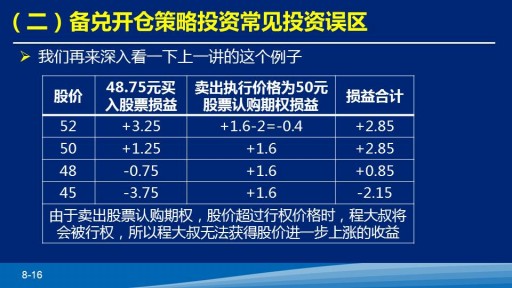 （二）备兑开仓策略投资常见投资误区
我们再来深入看一下上一讲的这个例子
股价 48.75元买入股票损益 卖出执行价格为50元股票认购期权损益 损益合计
52 +3.25 +1.6-2=-0.4 +2.85
50 +1.25 +1.6 +2.85
48 -0.75 +1.6 +0.85
45 -3.75 +1.6 -2.15
由于卖出股票认购期权，股价超过行权价格时，程大叔将
会被行权，所以程大叔无法获得股价进一步上涨的收益
8-16